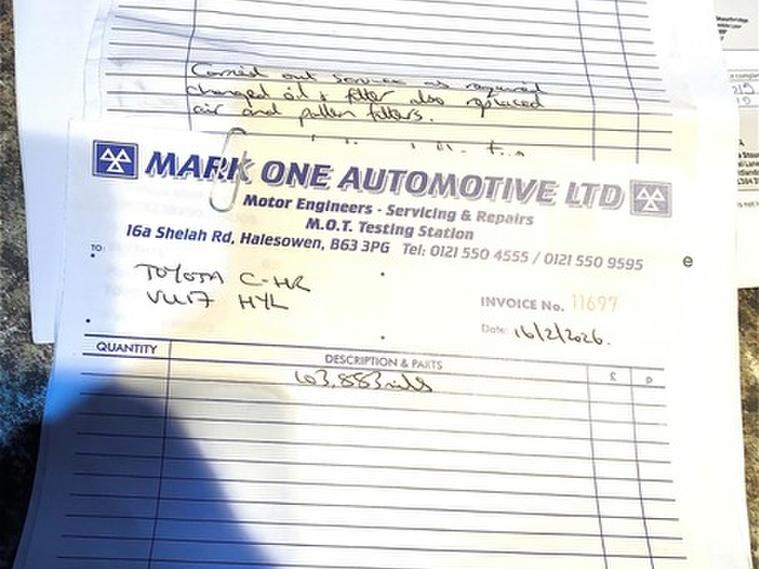 Carried out service as required
changed oil + filter also replaced
air and pollen filters.
MARK ONE AUTOMOTIVE LTD
Motor Engineers - Servicing & Repairs
M.O.T. Testing Station
16a Shelah Rd, Halesowen, B63 3PG Tel: 0121 550 4555 / 0121 550 9595
e
TO:
TOYOTA C-HR
VU17 HYL
INVOICE No. 11697
Date: 16/2/2026.
QUANTITY DESCRIPTION & PARTS £ p
63,883 mls